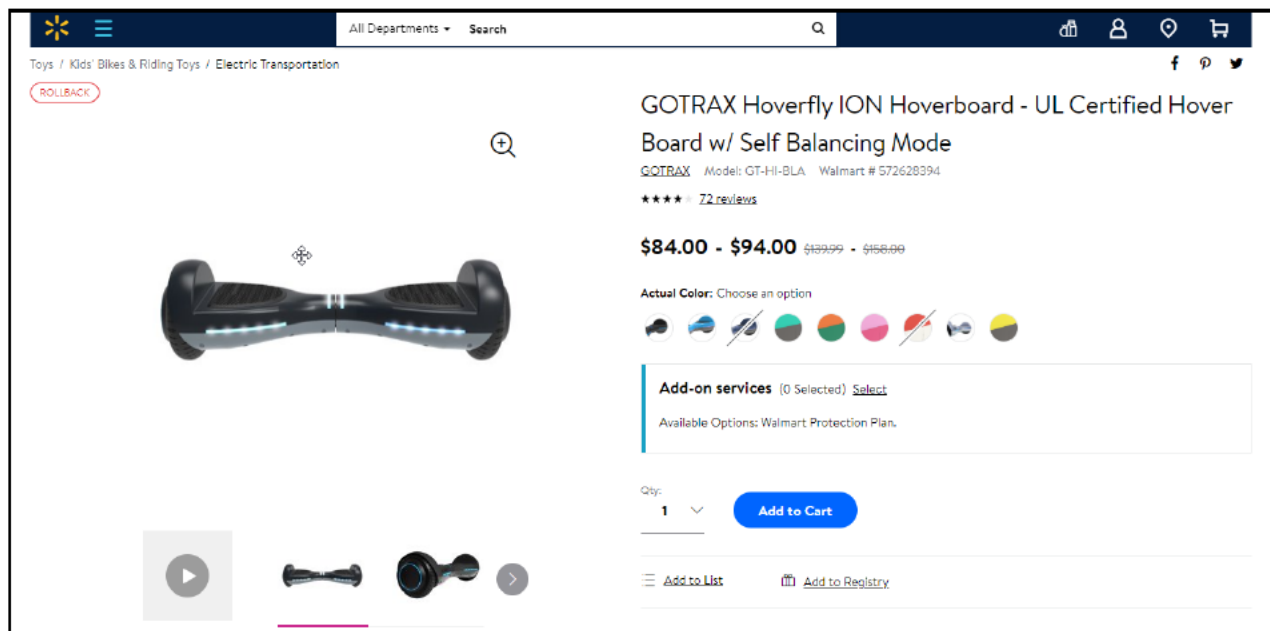 All Departments Search
Toys / Kids' Bikes & Riding Toys / Electric Transportation
ROLLBACK
GOTRAX Hoverfly ION Hoverboard - UL Certified Hover
Board w/ Self Balancing Mode
GOTRAX Model: GT-HI-BLA Walmart # 572628394
72 reviews
$84.00 - $94.00 $139.99 - $158.00
Actual Color: Choose an option
Add-on services (0 Selected) Select
Available Options: Walmart Protection Plan.
Qty:
1
Add to Cart
Add to List
Add to Registry